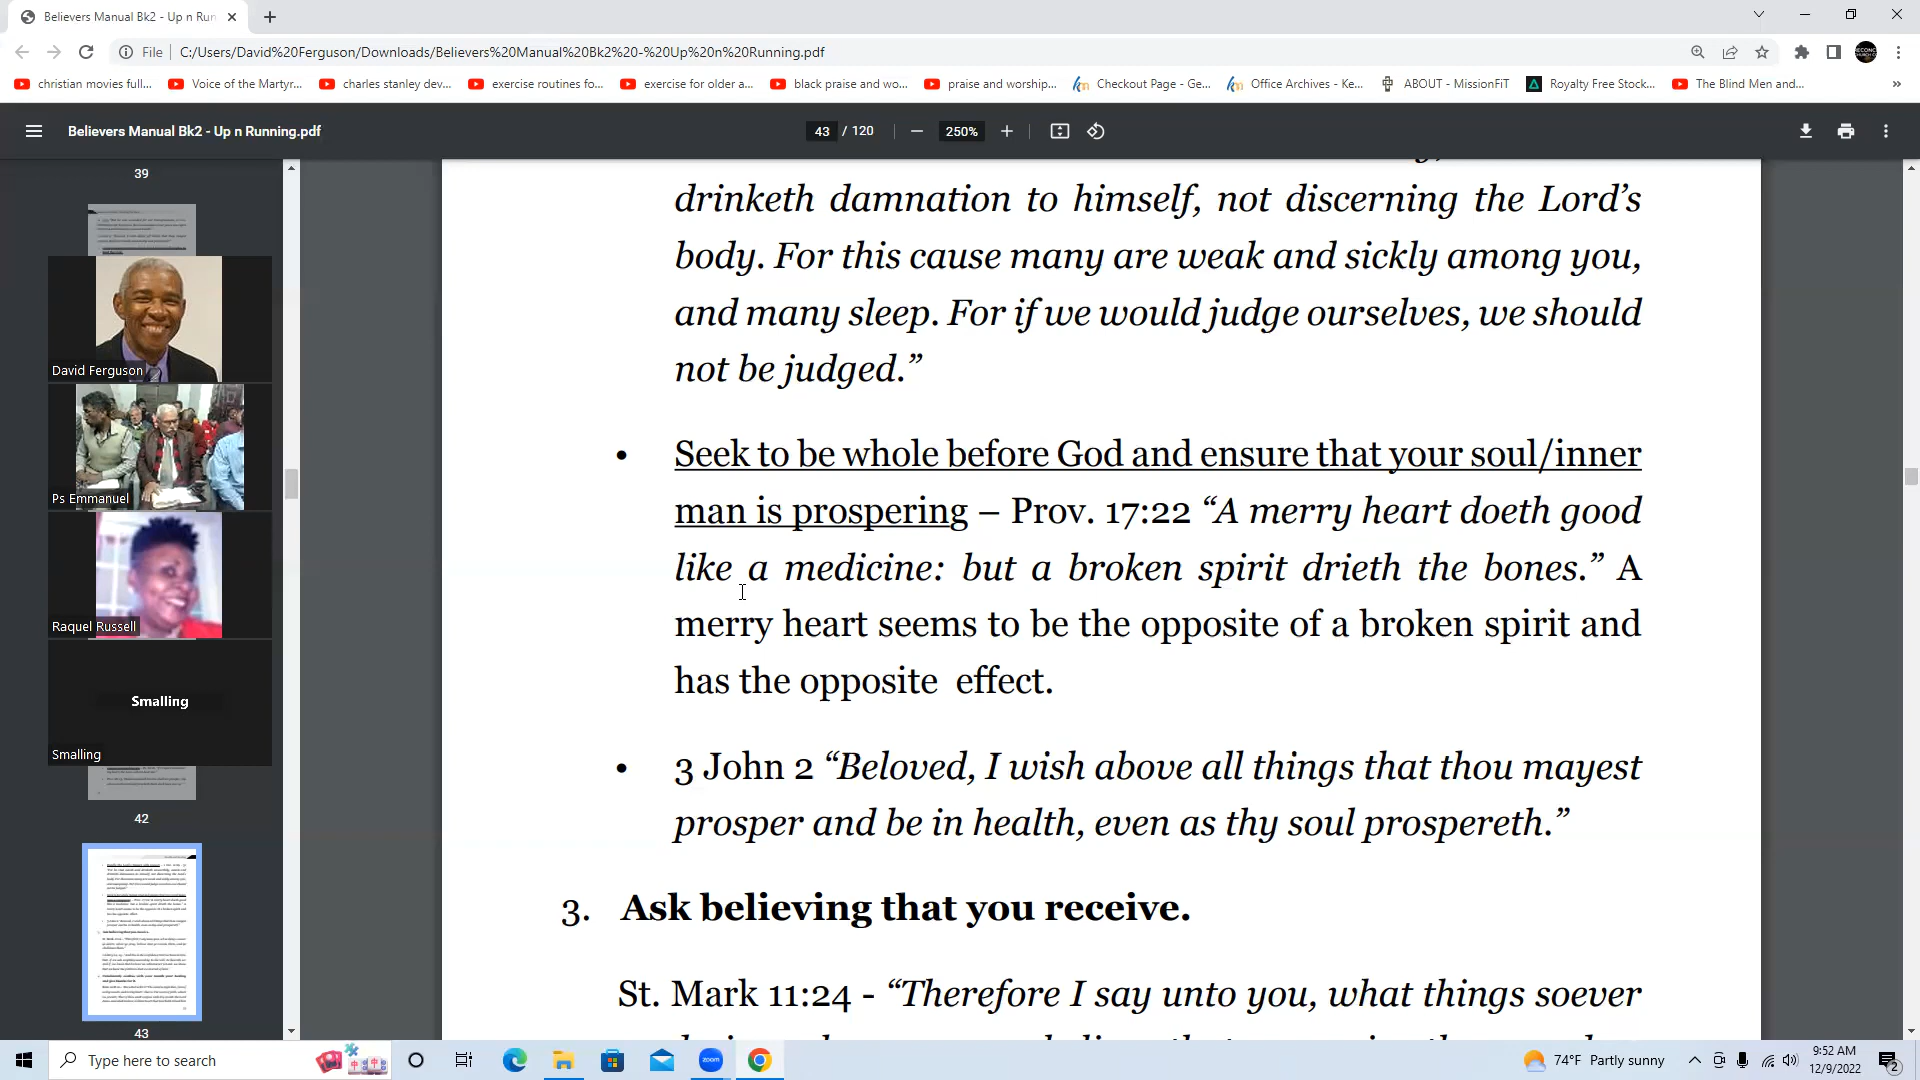 Believers Manual Bk2 - Up n Run
File
C:/Users/David%20Ferguson/Downloads/Believers%20Manual%20Bk2%20-%20Up%20n%20Running.pdf
christian movies full...
Voice of the Martyr...
charles stanley dev...
exercise routines fo...
exercise for older a...
black praise and wo...
praise and worship...
Checkout Page - Ge...
Office Archives - Ke...
ABOUT - MissionFiT
Royalty Free Stock...
The Blind Men and...
»
Believers Manual Bk2 - Up n Running.pdf
43 / 120
250%
39
David Ferguson
Ps Emmanuel
Raquel Russell
Smalling
Smalling
42
43
drinketh damnation to himself, not discerning the Lord’s
body. For this cause many are weak and sickly among you,
and many sleep. For if we would judge ourselves, we should
not be judged.”
• Seek to be whole before God and ensure that your soul/inner
man is prospering – Prov. 17:22 “A merry heart doeth good
like a medicine: but a broken spirit drieth the bones.” A
merry heart seems to be the opposite of a broken spirit and
has the opposite effect.
• 3 John 2 “Beloved, I wish above all things that thou mayest
prosper and be in health, even as thy soul prospereth.”
3. Ask believing that you receive.
St. Mark 11:24 - “Therefore I say unto you, what things soever
Type here to search
zoom
74°F Partly sunny
9:52 AM
12/9/2022
2